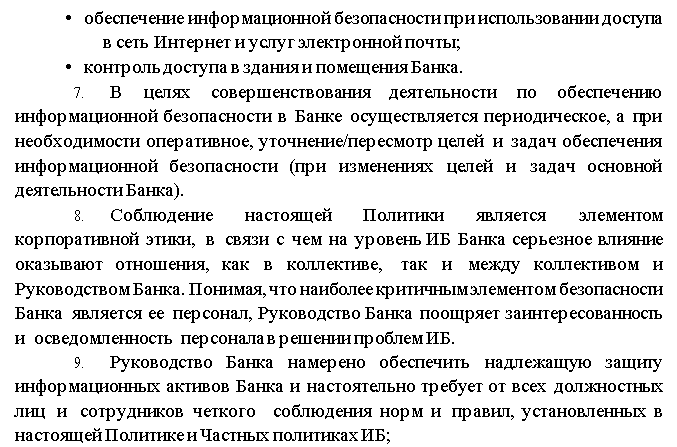 • обеспечение информационной безопасности при использовании доступа
в сеть Интернет и услуг электронной почты;
• контроль доступа в здания и помещения Банка.
7. В целях совершенствования деятельности по обеспечению
информационной безопасности в Банке осуществляется периодическое, а при
необходимости оперативное, уточнение/пересмотр целей и задач обеспечения
информационной безопасности (при изменениях целей и задач основной
деятельности Банка).
8. Соблюдение настоящей Политики является элементом
корпоративной этики, в связи с чем на уровень ИБ Банка серьезное влияние
оказывают отношения, как в коллективе, так и между коллективом и
Руководством Банка. Понимая, что наиболее критичным элементом безопасности
Банка является ее персонал, Руководство Банка поощряет заинтересованность
и осведомленность персонала в решении проблем ИБ.
9. Руководство Банка намерено обеспечить надлежащую защиту
информационных активов Банка и настоятельно требует от всех должностных
лиц и сотрудников четкого соблюдения норм и правил, установленных в
настоящей Политике и Частных политиках ИБ;